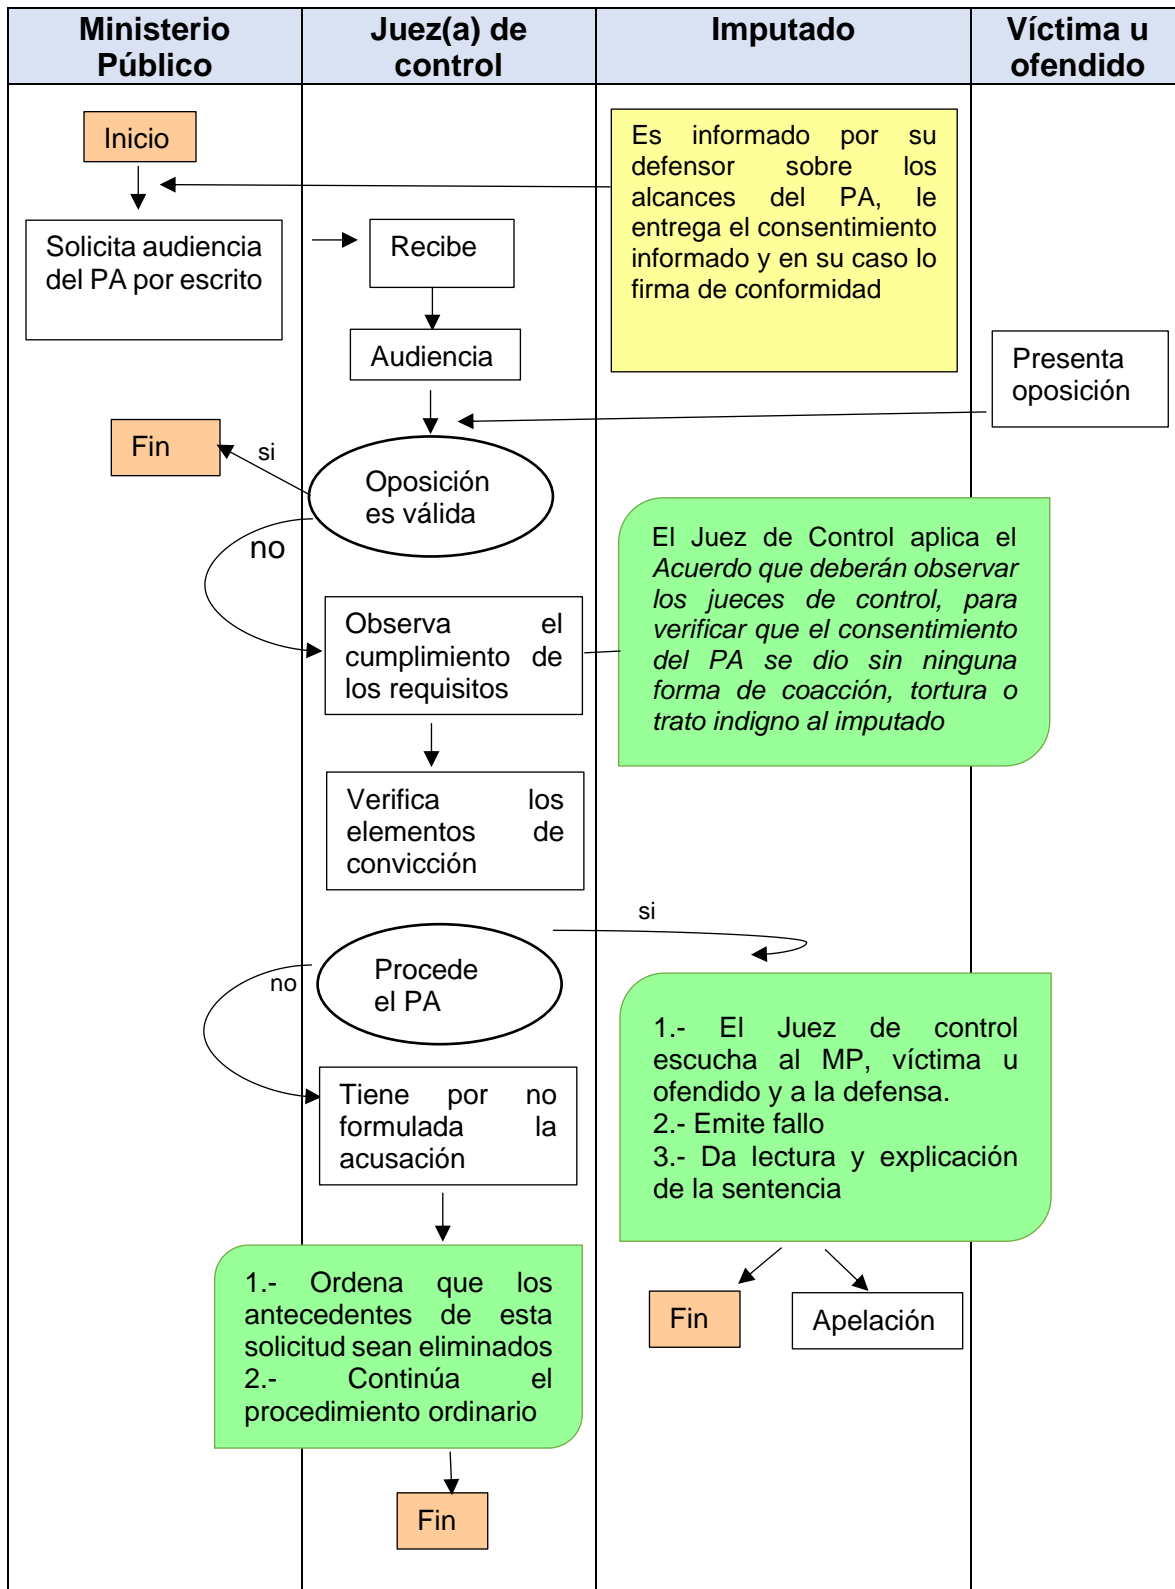 Ministerio
Público
Juez(a) de
control
Imputado
Víctima u
ofendido
Inicio
Es informado por su
defensor sobre los
alcances del PA, le
entrega el consentimiento
informado y en su caso lo
firma de conformidad
Solicita audiencia
del PA por escrito
Recibe
Audiencia
Presenta
oposición
Fin
si
Oposición
es válida
no
El Juez de Control aplica el
Acuerdo que deberán observar
los jueces de control, para
verificar que el consentimiento
del PA se dio sin ninguna
forma de coacción, tortura o
trato indigno al imputado
Observa el
cumplimiento de
los requisitos
Verifica los
elementos de
convicción
si
Procede
el PA
no
1.- El Juez de control
escucha al MP, víctima u
ofendido y a la defensa.
2.- Emite fallo
3.- Da lectura y explicación
de la sentencia
Tiene por no
formulada la
acusación
1.- Ordena que los
antecedentes de esta
solicitud sean eliminados
2.- Continúa el
procedimiento ordinario
Fin
Apelación
Fin